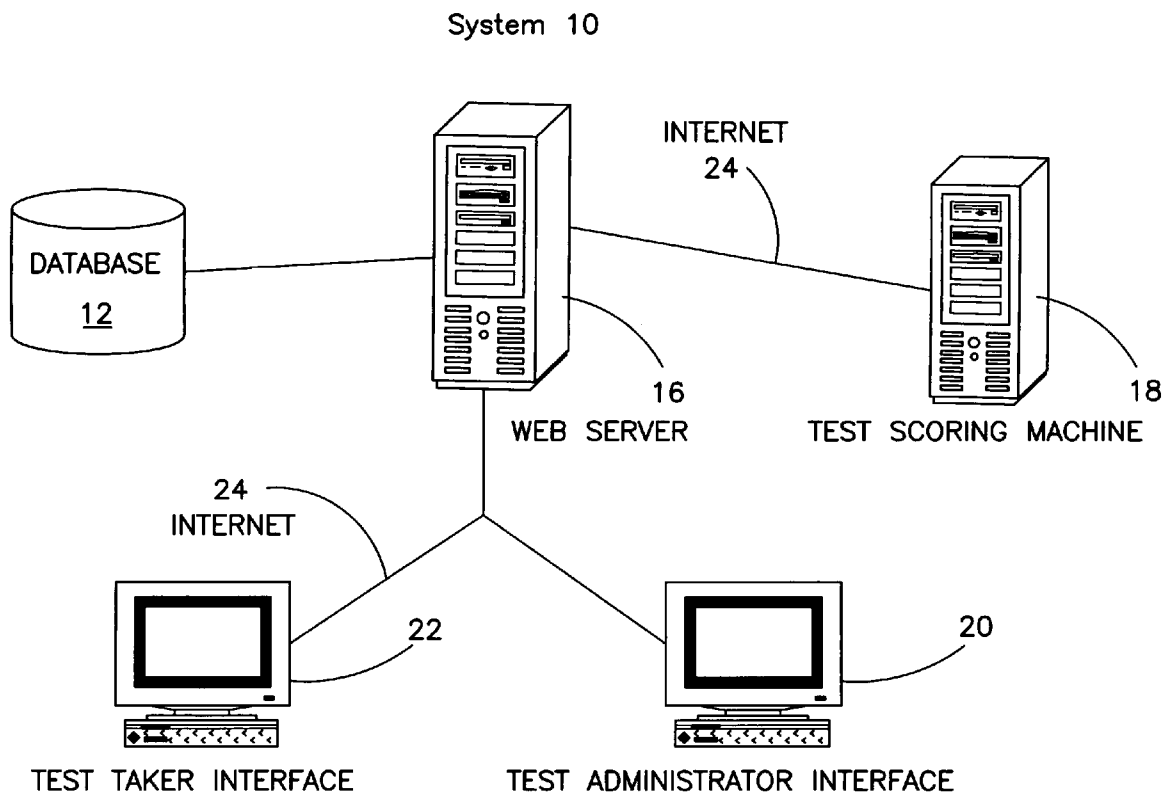 System 10
INTERNET
24
DATABASE
12
16
WEB SERVER
18
TEST SCORING MACHINE
24
INTERNET
22
20
TEST TAKER INTERFACE
TEST ADMINISTRATOR INTERFACE